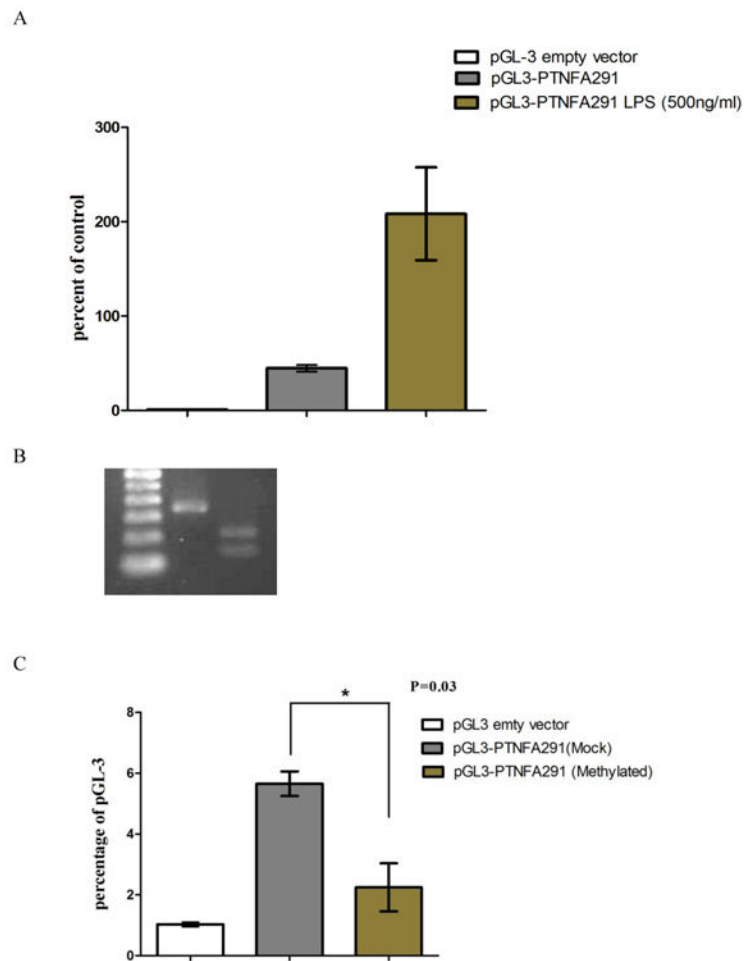 A
pGL-3 empty vector
pGL3-PTNFA291
pGL3-PTNFA291 LPS (500ng/ml)
300
200
100
0
percent of control
B
C
P=0.03
*
pGL3 emty vector
pGL3-PTNFA291(Mock)
pGL3-PTNFA291 (Methylated)
8
6
4
2
0
percentage of pGL-3